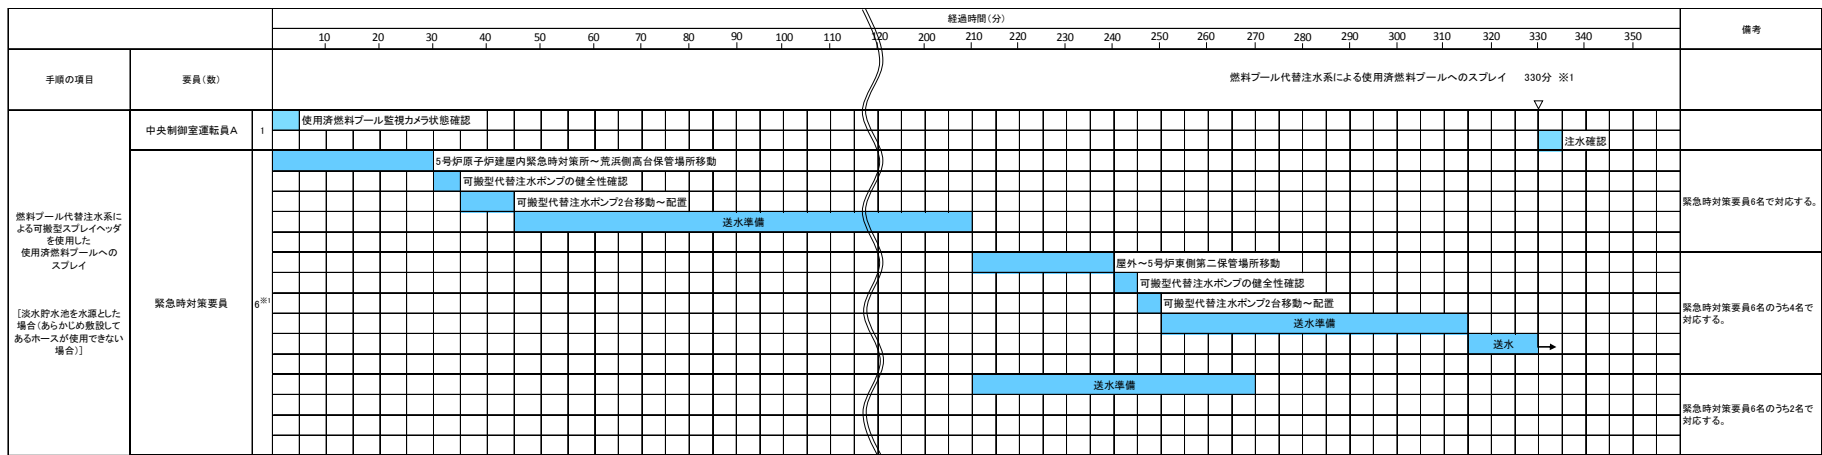 経過時間(分)
備考
10 20 30 40 50 60 70 80 90 100 110 120 200 210 220 230 240 250 260 270 280 290 300 310 320 330 340 350
手順の項目
要員(数)
燃料プール代替注水系による使用済燃料プールへのスプレイ 330分 ※1
中央制御室運転員A 1
使用済燃料プール監視カメラ状態確認
注水確認
5号炉原子炉建屋内緊急時対策所～荒浜側高台保管場所移動
可搬型代替注水ポンプの健全性確認
可搬型代替注水ポンプ2台移動～配置
送水準備
緊急時対策要員6名で対応する。
燃料プール代替注水系に
よる可搬型スプレイヘッダ
を使用した
使用済燃料プールへの
スプレイ
[淡水貯水池を水源とした
場合(あらかじめ敷設して
あるホースが使用できない
場合)]
緊急時対策要員 6※1
屋外～5号炉東側第二保管場所移動
可搬型代替注水ポンプの健全性確認
可搬型代替注水ポンプ2台移動～配置
送水準備
送水
緊急時対策要員6名のうち4名で
対応する。
送水準備
緊急時対策要員6名のうち2名で
対応する。